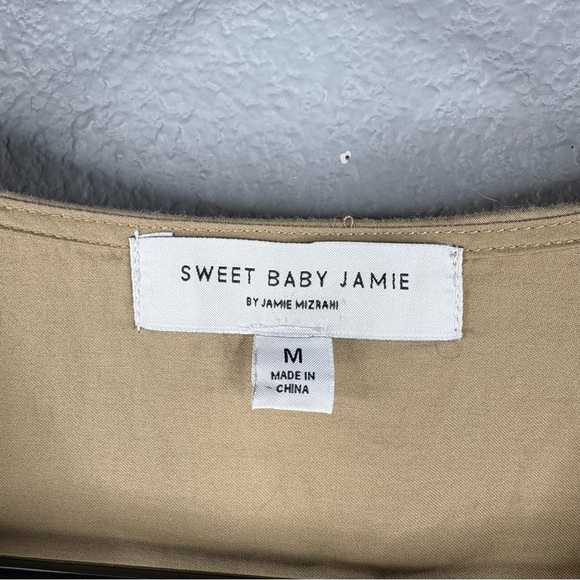 SWEET BABY JAMIE
BY JAMIE MIZRAHI
M
MADE IN
CHINA